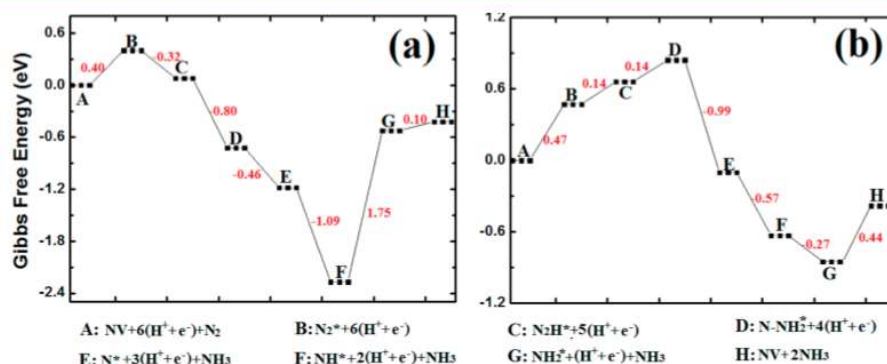 (a)
(b)
Gibbs Free Energy (eV)
0.6
0.0
-0.6
-1.2
-1.8
-2.4
A
B
C
D
E
F
G
H
0.40
-0.32
-0.80
-0.46
-1.09
1.75
0.10
1.2
0.6
0.0
-0.6
-1.2
A
B
C
D
E
F
G
H
0.47
0.14
0.14
-0.99
-0.57
-0.27
0.44
A: NV+6(H⁺+e⁻)+N₂ B:N₂*+6(H⁺+e⁻) C: N₂H*+5(H⁺+e⁻) D: N-NH₂*+4(H⁺+e⁻)
E: N*+3(H⁺+e⁻)+NH₃ F: NH*+2(H⁺+e⁻)+NH₃ G: NH₂*+(H⁺+e⁻)+NH₃ H: NV+2NH₃